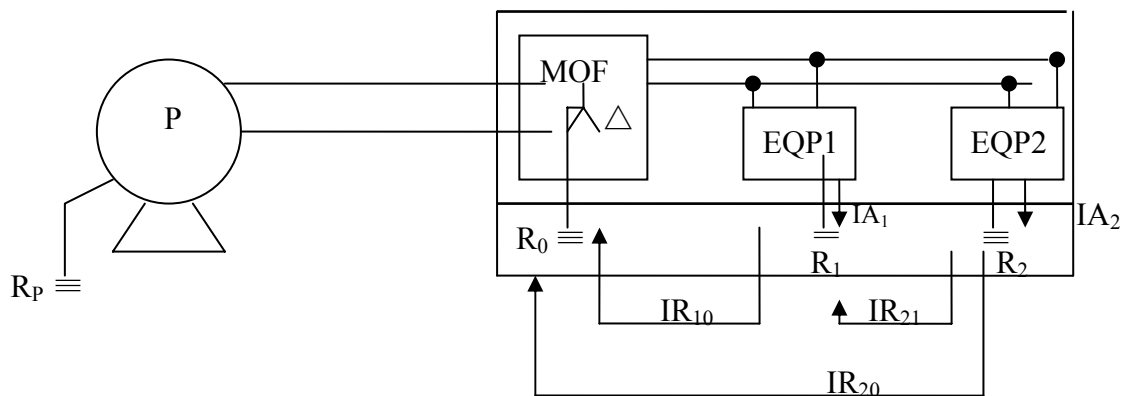 MOF
P
△
EQP1
EQP2
IA₁
IA₂
R₀
R₁
R₂
Rₚ
IR₁₀
IR₂₁
IR₂₀